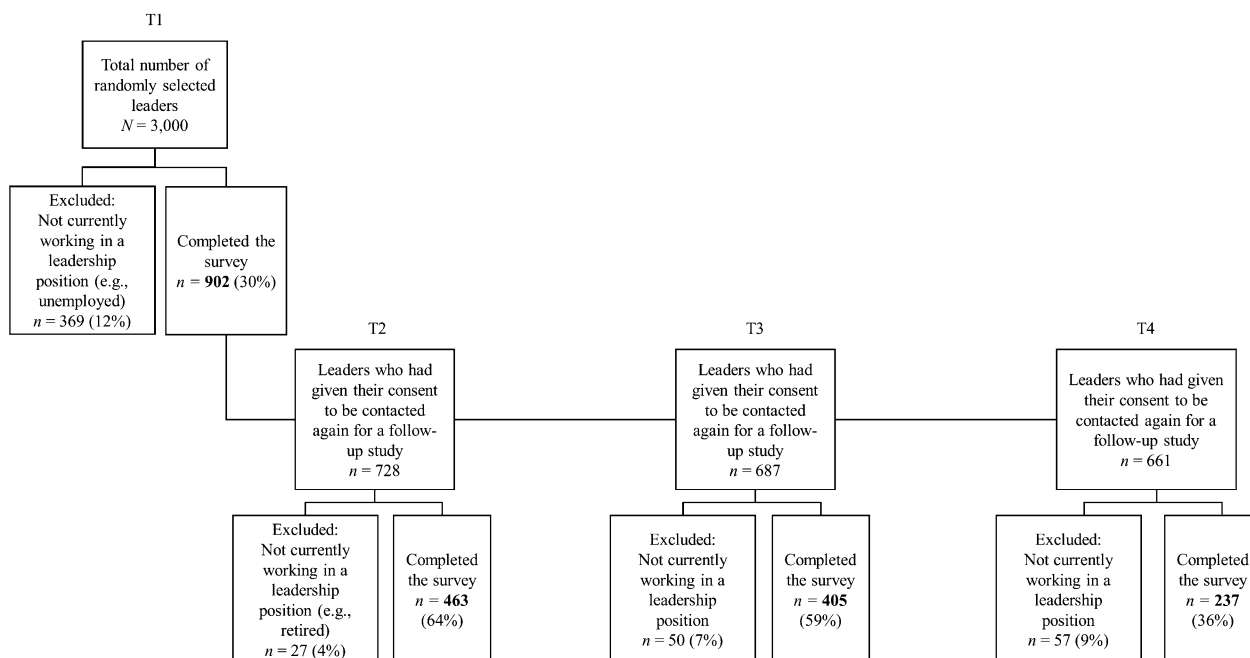 T1
Total number of
randomly selected
leaders
N = 3,000
Excluded:
Not currently
working in a
leadership
position (e.g.,
unemployed)
n = 369 (12%)
Completed the
survey
n = 902 (30%)
T2
Leaders who had
given their consent
to be contacted
again for a follow-
up study
n = 728
Excluded:
Not currently
working in a
leadership
position (e.g.,
retired)
n = 27 (4%)
Completed
the survey
n = 463
(64%)
T3
Leaders who had
given their consent
to be contacted
again for a follow-
up study
n = 687
Excluded:
Not currently
working in a
leadership
position
n = 50 (7%)
Completed
the survey
n = 405
(59%)
T4
Leaders who had given
their consent to be
contacted again for a
follow-up study
n = 661
Excluded:
Not currently
working in a
leadership
position
n = 57 (9%)
Completed
the survey
n = 237
(36%)